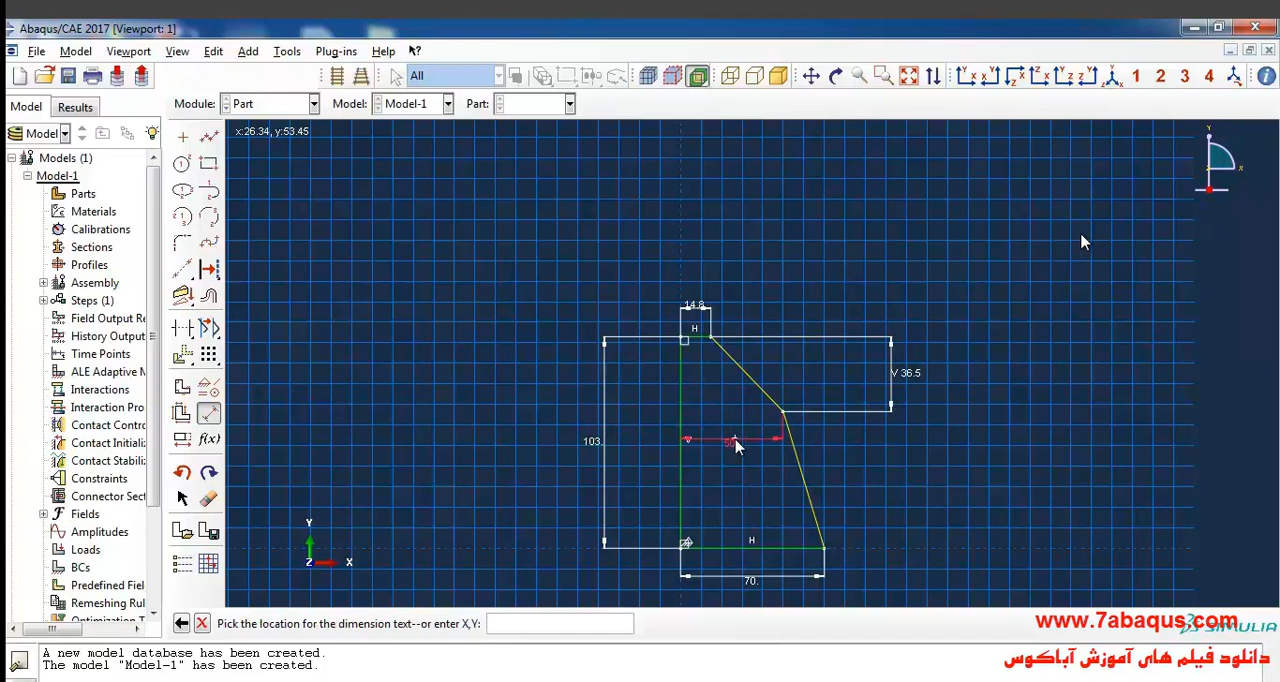 Abaqus/CAE 2017 [Viewport: 1]
File Model Viewport View Edit Add Tools Plug-ins Help
All
1 2 3 4
Model Results
Module: Part Model: Model-1 Part:
Model
x:26.34, y:53.45
Models (1)
Model-1
Parts
Materials
Calibrations
Sections
Profiles
Assembly
Steps (1)
Field Output Re
History Output
Time Points
ALE Adaptive M
Interactions
Interaction Pro
Contact Contro
Contact Initializ
Contact Stabiliz
Constraints
Connector Sect
Fields
Amplitudes
Loads
BCs
Predefined Fiel
Remeshing Rul
14.8
H
V 36.5
103.
H
70.
Y
X
Z
Y
X
Pick the location for the dimension text--or enter X,Y:
www.7abaqus.com
SIMULIA
دانلود فیلم های آموزش آباکوس
A new model database has been created.
The model "Model-1" has been created.